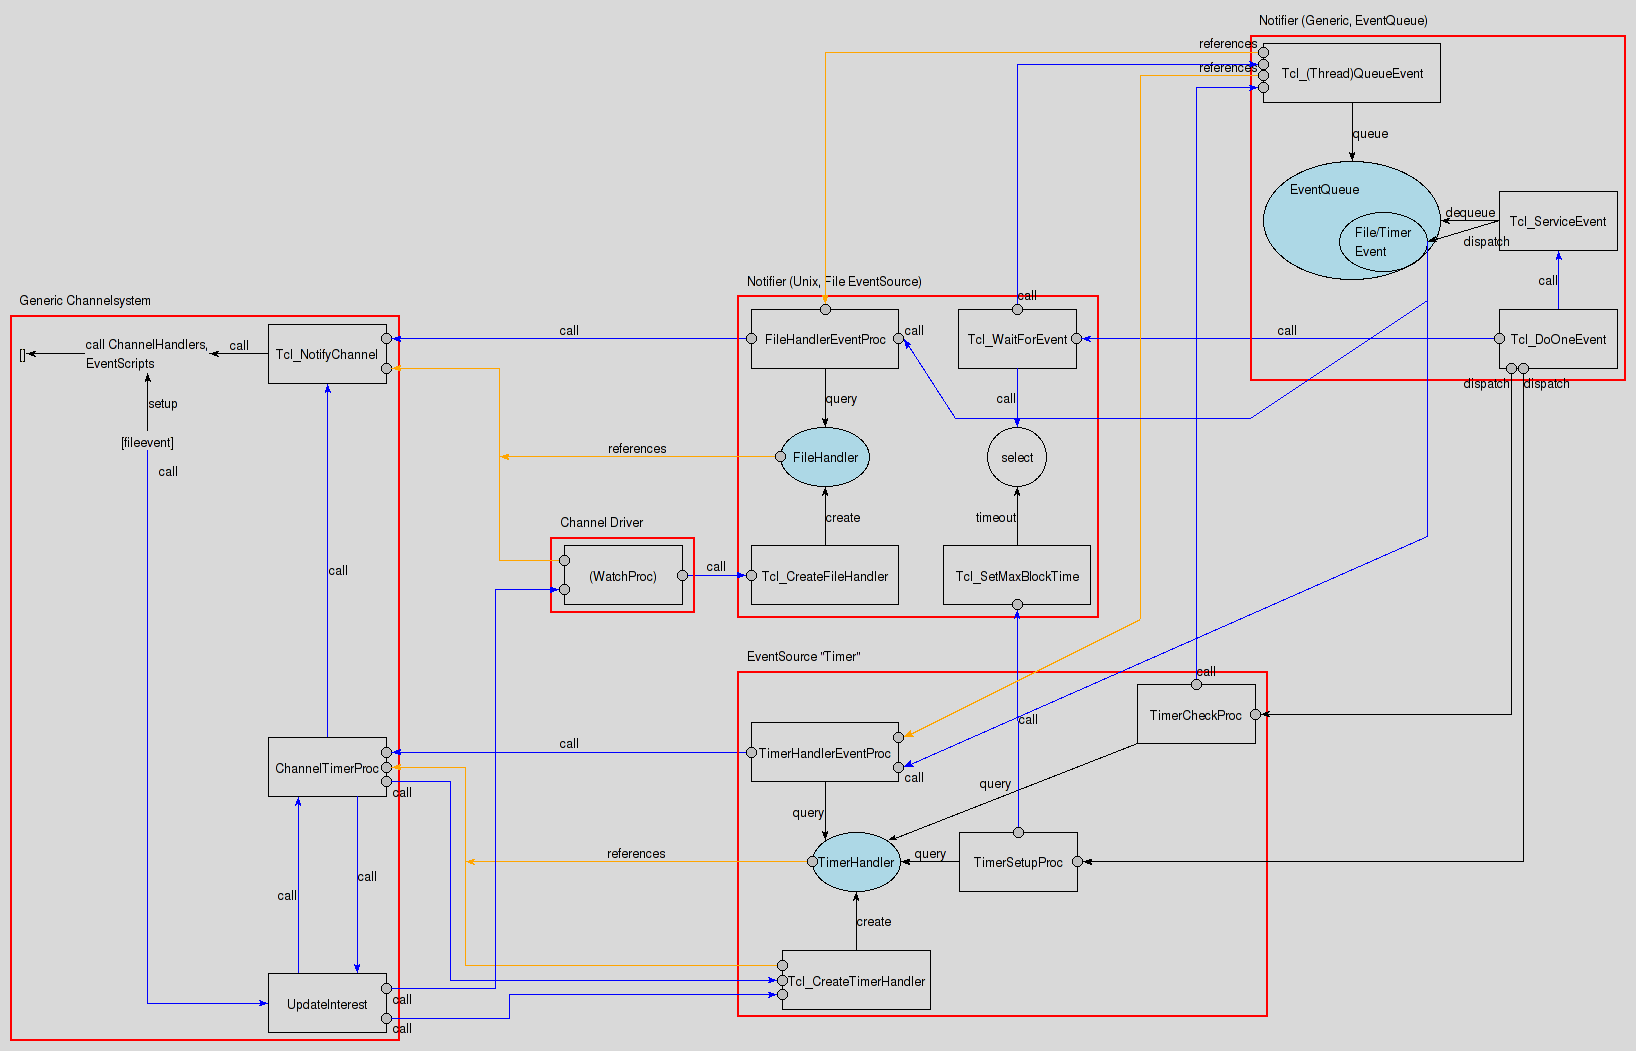 Notifier (Generic, EventQueue)
references
references
Tcl_(Thread)QueueEvent
queue
EventQueue
File/Timer
Event
dequeue
dispatch
Tcl_ServiceEvent
call
Tcl_DoOneEvent
dispatch
dispatch
call
Notifier (Unix, File EventSource)
call
FileHandlerEventProc
call
Tcl_WaitForEvent
query
call
FileHandler
select
create
timeout
Tcl_CreateFileHandler
Tcl_SetMaxBlockTime
Generic Channelsystem
[]
call ChannelHandlers,
EventScripts
call
Tcl_NotifyChannel
call
setup
[fileevent]
call
references
Channel Driver
(WatchProc)
call
call
EventSource "Timer"
call
TimerCheckProc
call
TimerHandlerEventProc
call
call
ChannelTimerProc
call
query
query
references
TimerHandler
query
TimerSetupProc
call
call
create
Tcl_CreateTimerHandler
UpdateInterest
call
call